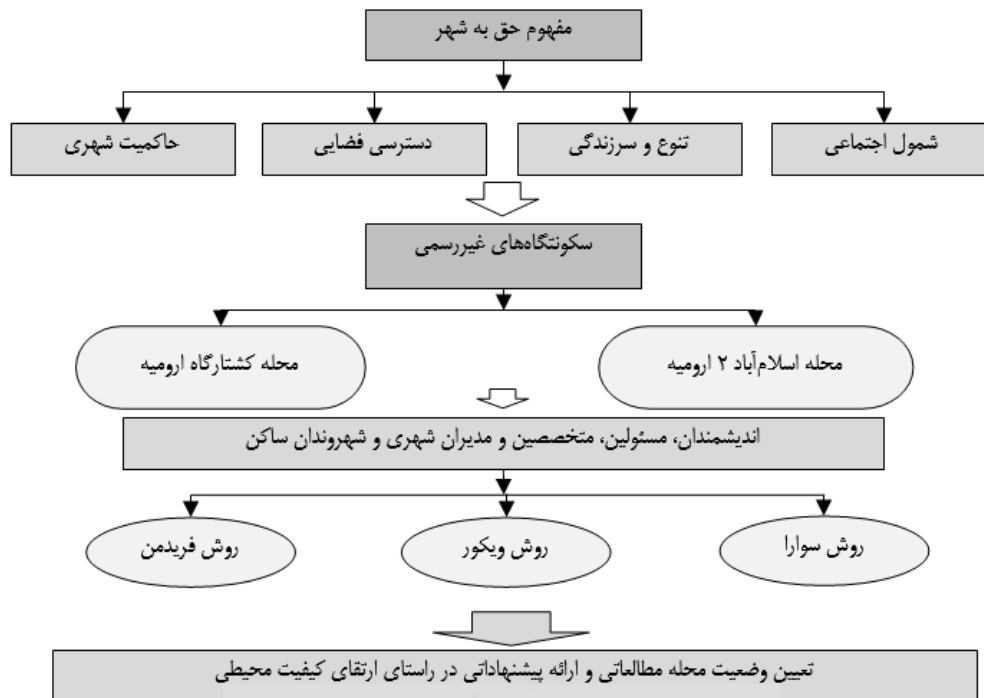 مفهوم حق به شهر
شمول اجتماعی
تنوع و سرزندگی
دسترسی فضایی
حاکمیت شهری
سکونتگاه‌های غیررسمی
محله اسلام‌آباد ۲ ارومیه
محله کشتارگاه ارومیه
اندیشمندان، مسئولین، متخصصین و مدیران شهری و شهروندان ساکن
روش سوارا
روش ویکور
روش فریدمن
تعیین وضعیت محله مطالعاتی و ارائه پیشنهاداتی در راستای ارتقای کیفیت محیطی